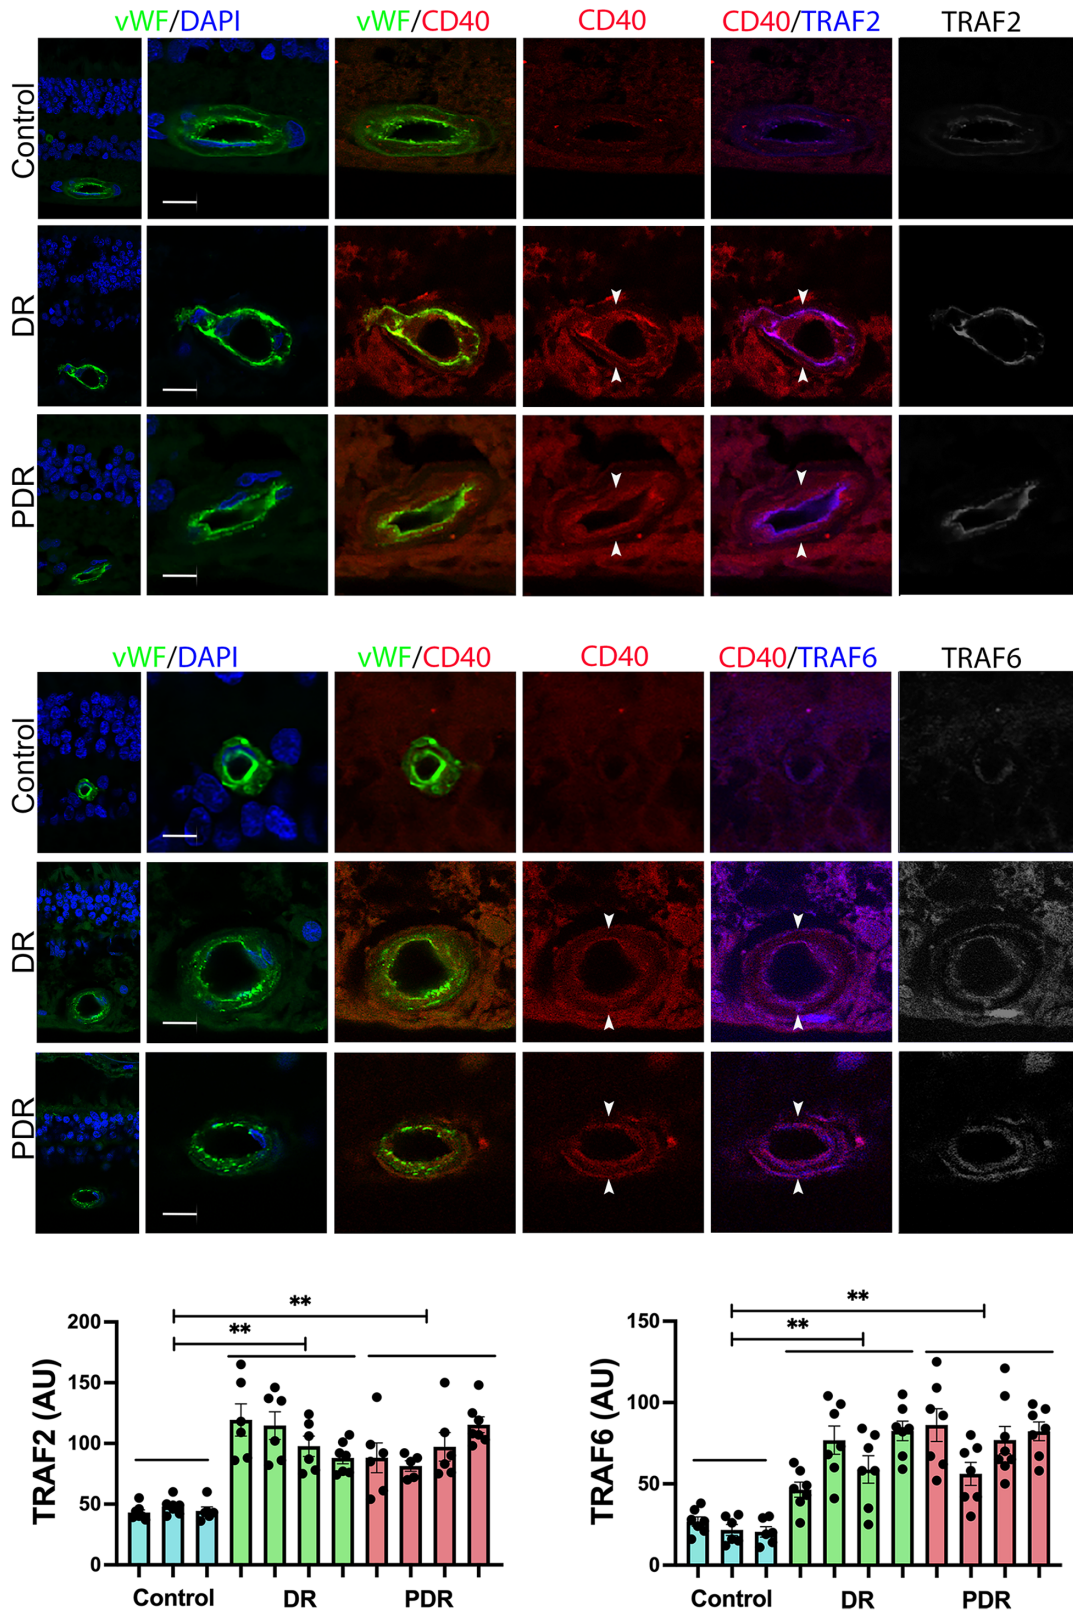 vWF/DAPI vWF/CD40 CD40 CD40/TRAF2 TRAF2
Control
DR
PDR
vWF/DAPI vWF/CD40 CD40 CD40/TRAF6 TRAF6
Control
DR
PDR
TRAF2 (AU)
200
150
100
50
0
**
**
Control DR PDR
TRAF6 (AU)
150
100
50
0
**
**
Control DR PDR